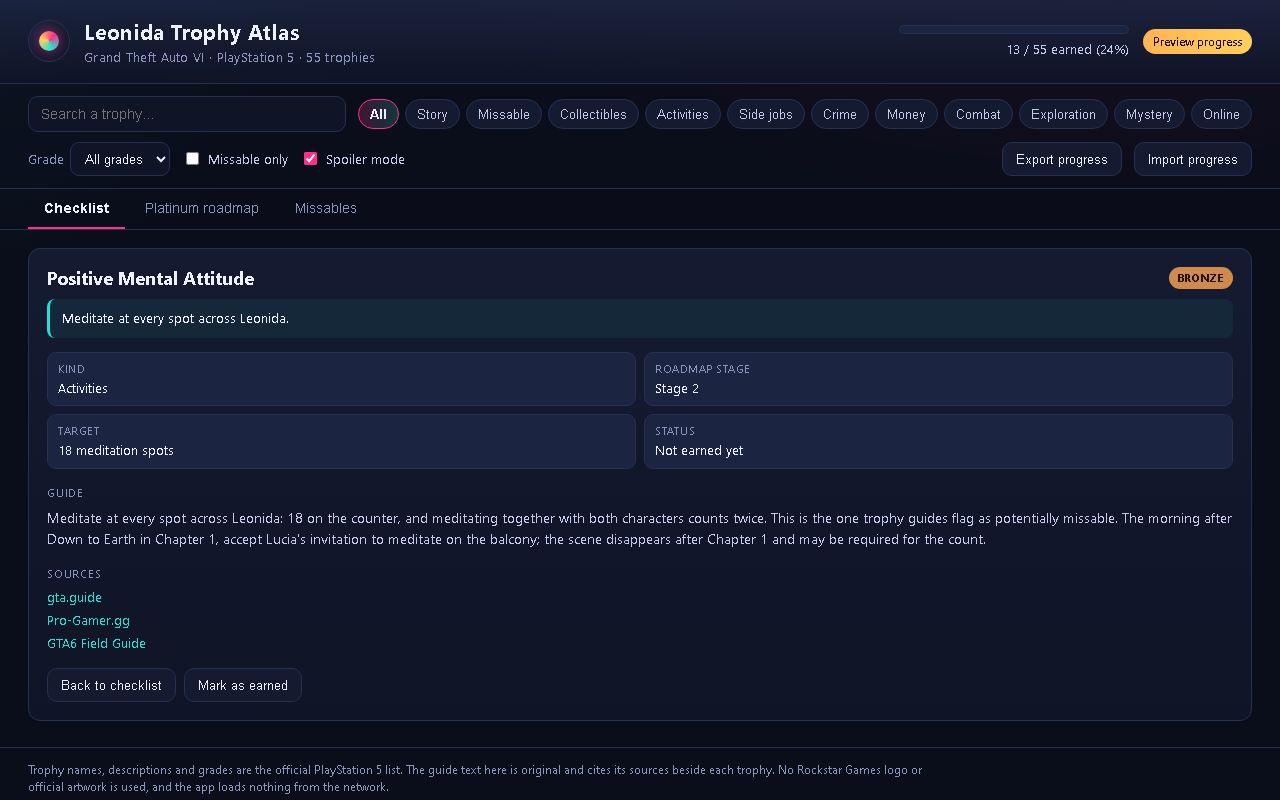 Leonida Trophy Atlas
Grand Theft Auto VI · PlayStation 5 · 55 trophies
13 / 55 earned (24%)
Preview progress
Search a trophy...
All
Story
Missable
Collectibles
Activities
Side jobs
Crime
Money
Combat
Exploration
Mystery
Online
Grade
All grades
Missable only
Spoiler mode
Export progress
Import progress
Checklist
Platinum roadmap
Missables
Positive Mental Attitude
BRONZE
Meditate at every spot across Leonida.
KIND
Activities
ROADMAP STAGE
Stage 2
TARGET
18 meditation spots
STATUS
Not earned yet
GUIDE
Meditate at every spot across Leonida: 18 on the counter, and meditating together with both characters counts twice. This is the one trophy guides flag as potentially missable. The morning after
Down to Earth in Chapter 1, accept Lucia's invitation to meditate on the balcony; the scene disappears after Chapter 1 and may be required for the count.
SOURCES
gta.guide
Pro-Gamer.gg
GTA6 Field Guide
Back to checklist
Mark as earned
Trophy names, descriptions and grades are the official PlayStation 5 list. The guide text here is original and cites its sources beside each trophy. No Rockstar Games logo or
official artwork is used, and the app loads nothing from the network.